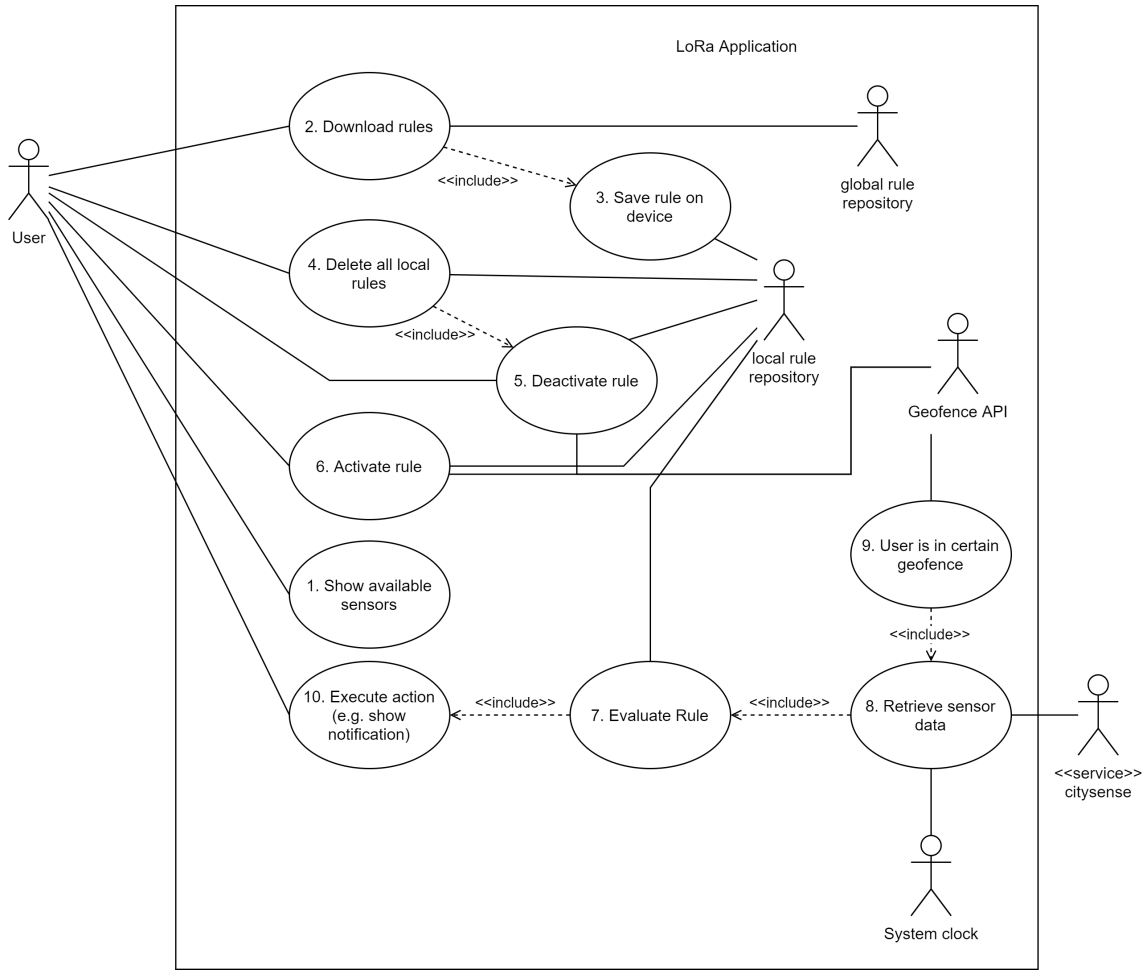 LoRa Application
2. Download rules
<<include>>
3. Save rule on
device
global rule
repository
User
4. Delete all local
rules
<<include>>
5. Deactivate rule
local rule
repository
Geofence API
6. Activate rule
9. User is in certain
geofence
1. Show available
sensors
<<include>>
10. Execute action
(e.g. show
notification)
<<include>>
7. Evaluate Rule
<<include>>
8. Retrieve sensor
data
<<service>>
citysense
System clock